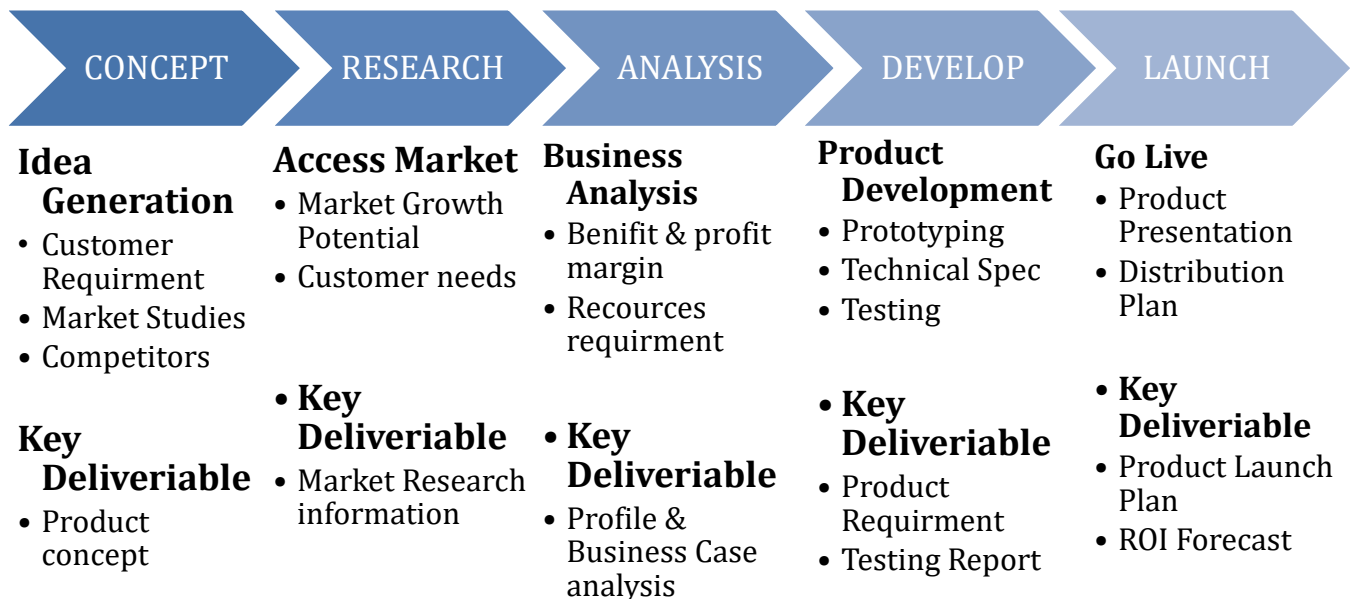 CONCEPT
RESEARCH
ANALYSIS
DEVELOP
LAUNCH
Idea
Generation
• Customer
Requirment
• Market Studies
• Competitors
Key
Deliveriable
• Product
concept
Access Market
• Market Growth
Potential
• Customer needs
• Key
Deliveriable
• Market Research
information
Business
Analysis
• Benifit & profit
margin
• Recources
requirment
• Key
Deliveriable
• Profile &
Business Case
analysis
Product
Development
• Prototyping
• Technical Spec
• Testing
• Key
Deliveriable
• Product
Requirment
• Testing Report
Go Live
• Product
Presentation
• Distribution
Plan
• Key
Deliveriable
• Product Launch
Plan
• ROI Forecast